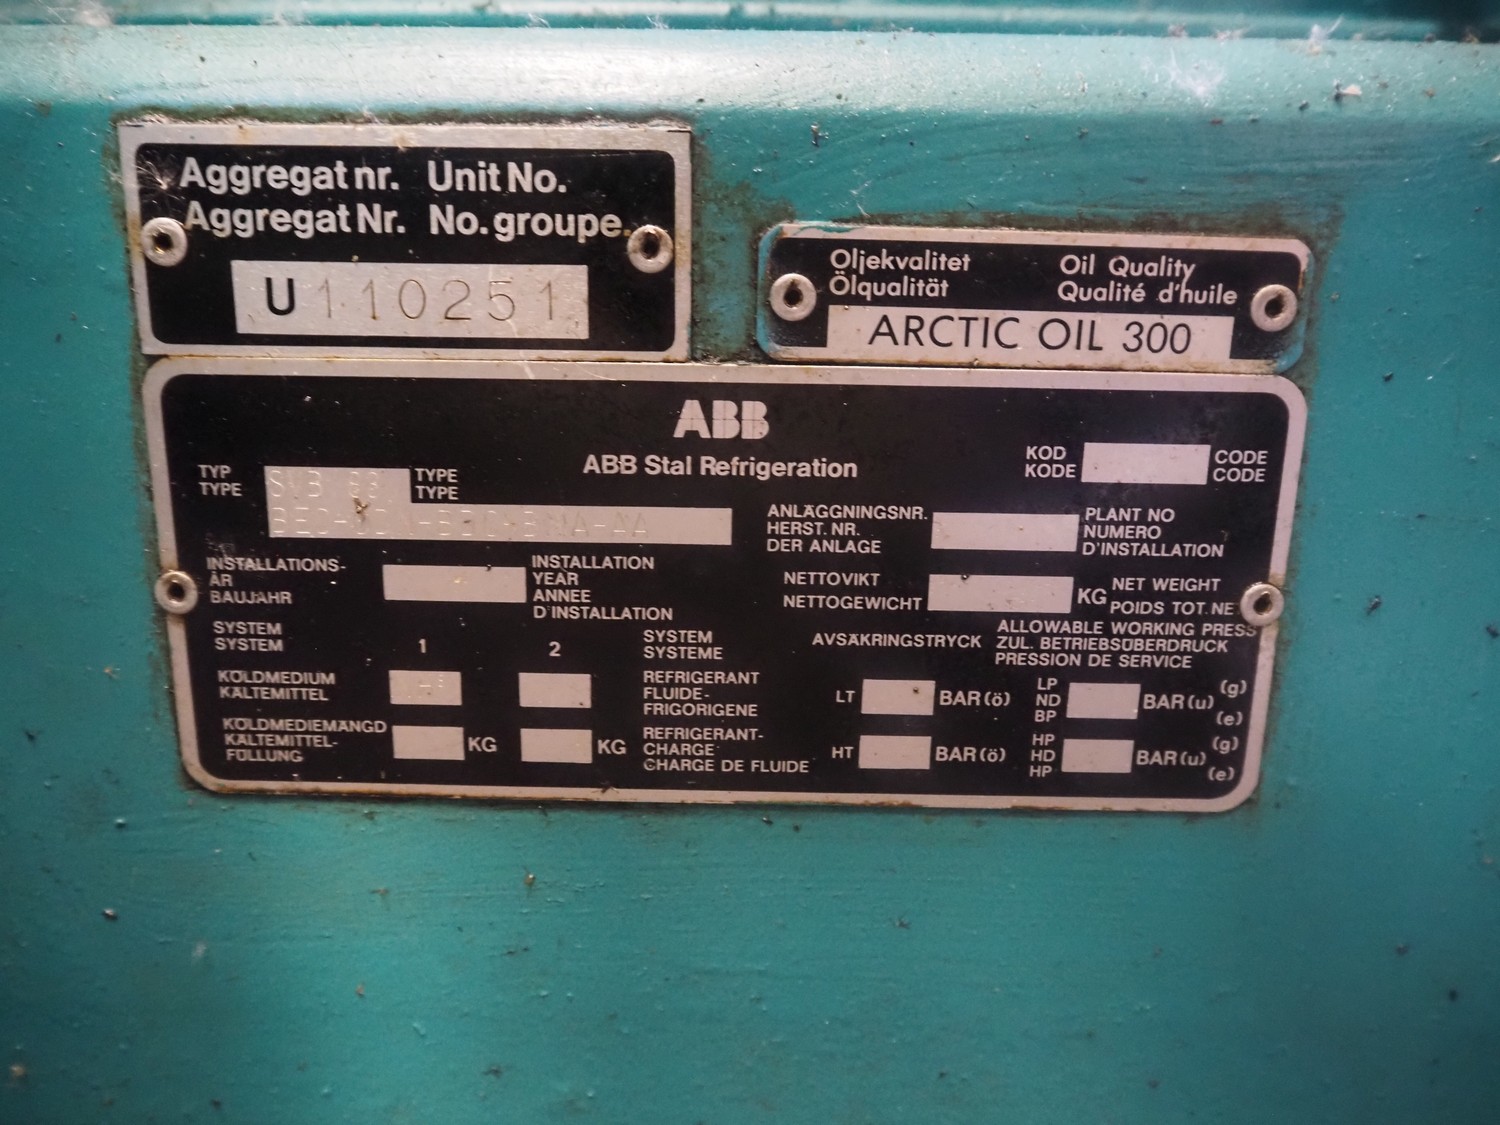 Aggregat nr. Unit No.
Aggregat Nr. No. groupe.
U110251
Oljekvalitet Oil Quality
Ölqualität Qualité d'huile
ARCTIC OIL 300
ABB
ABB Stal Refrigeration
KOD CODE
KODE CODE
TYP TYPE
TYPE TYPE
SVB
ANLÄGGNINGSNR. PLANT NO
HERST. NR. NUMERO
DER ANLAGE D'INSTALLATION
INSTALLATIONS- INSTALLATION
ÅR YEAR
BAUJAHR ANNEE
D'INSTALLATION
NETTOVIKT NET WEIGHT
NETTOGEWICHT KG POIDS TOT. NE
SYSTEM 1 2 SYSTEM
SYSTEM SYSTEME
AVSÄKRINGSTRYCK ALLOWABLE WORKING PRESS
ZUL. BETRIEBSÜBERDRUCK
PRESSION DE SERVICE
KÖLDMEDIUM REFRIGERANT
KÄLTEMITTEL FLUIDE-
FRIGORIGENE
LT BAR (ö) LP BAR (u) (g)
ND
BP (e)
KÖLDMEDIEMÄNGD REFRIGERANT-
KÄLTEMITTEL- KG KG CHARGE
FÜLLUNG CHARGE DE FLUIDE
HT BAR (ö) HP BAR (u) (g)
HD
HP (e)